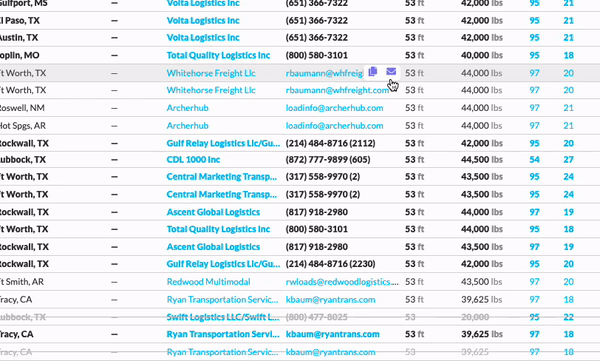 Gulfport, MS — Volta Logistics Inc (651) 366-7322 53 ft 42,000 lbs 95 21
El Paso, TX — Volta Logistics Inc (651) 366-7322 53 ft 42,000 lbs 95 21
Austin, TX — Volta Logistics Inc (651) 366-7322 53 ft 42,000 lbs 95 21
oplin, MO — Total Quality Logistics Inc (800) 580-3101 53 ft 40,000 lbs 95 18
t Worth, TX — Whitehorse Freight Llc rbaumann@whfreig 53 ft 44,000 lbs 97 20
t Worth, TX — Whitehorse Freight Llc rbaumann@whfreight.com 53 ft 44,000 lbs 97 20
Roswell, NM — Archerhub loadinfo@archerhub.com 53 ft 44,000 lbs 97 21
Hot Spgs, AR — Archerhub loadinfo@archerhub.com 53 ft 44,000 lbs 97 21
Rockwall, TX — Gulf Relay Logistics Llc/Gu... (214) 484-8716 (2112) 53 ft 42,000 lbs 95 20
ubbock, TX — CDL 1000 Inc (872) 777-9899 (605) 53 ft 44,500 lbs 54 27
t Worth, TX — Central Marketing Transp... (317) 558-9970 (2) 53 ft 43,500 lbs 95 24
t Worth, TX — Central Marketing Transp... (317) 558-9970 (2) 53 ft 43,500 lbs 95 24
Rockwall, TX — Ascent Global Logistics (817) 918-2980 53 ft 44,000 lbs 97 19
t Worth, TX — Total Quality Logistics Inc (800) 580-3101 53 ft 44,000 lbs 95 18
Rockwall, TX — Ascent Global Logistics (817) 918-2980 53 ft 43,500 lbs 97 19
Rockwall, TX — Gulf Relay Logistics Llc/Gu... (214) 484-8716 (2230) 53 ft 42,000 lbs 95 20
t Smith, AR — Redwood Multimodal rwloads@redwoodlogistics.... 53 ft 43,500 lbs 97 20
Tracy, CA — Ryan Transportation Servic... kbaum@ryantrans.com 53 ft 39,625 lbs 97 18
ubbock, TX — Swift Logistics LLC/Swift L... (800) 477-8025 53 ft 20,000 lbs 95 22
Tracy, CA — Ryan Transportation Servi... kbaum@ryantrans.com 53 ft 39,625 lbs 97 18
Tracy, CA — Ryan Transportation Servic... kbaum@ryantrans.com 53 ft 39,625 lbs 97 18